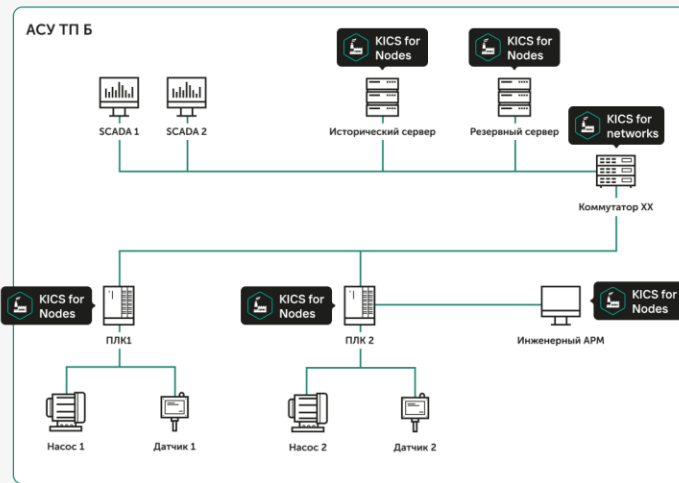 АСУ ТП Б
KICS for
Nodes
KICS for
Nodes
KICS for
networks
SCADA 1
SCADA 2
Исторический сервер
Резервный сервер
Коммутатор XX
KICS for
Nodes
KICS for
Nodes
KICS for
Nodes
ПЛК1
ПЛК 2
Инженерный АРМ
Насос 1
Датчик 1
Насос 2
Датчик 2